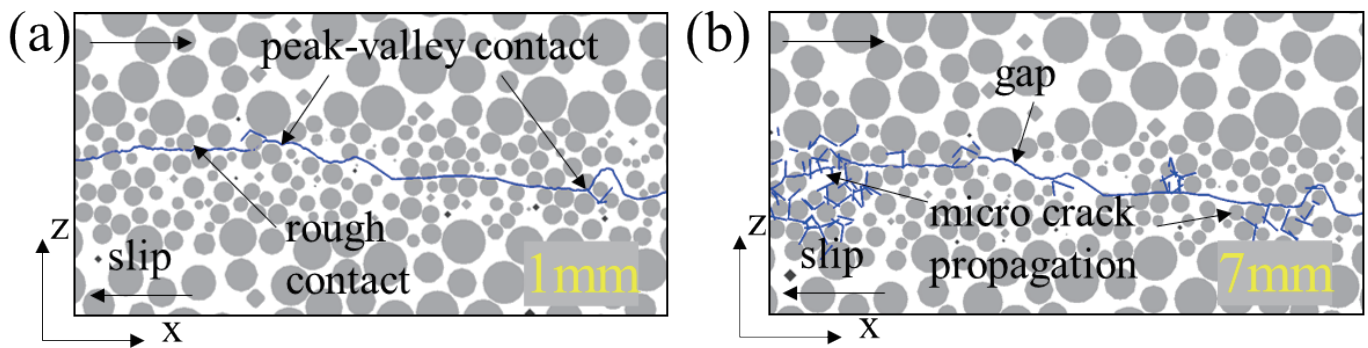 (a)
peak-valley contact
rough
contact
slip
1mm
z
x
(b)
gap
micro crack
propagation
slip
7mm
z
x